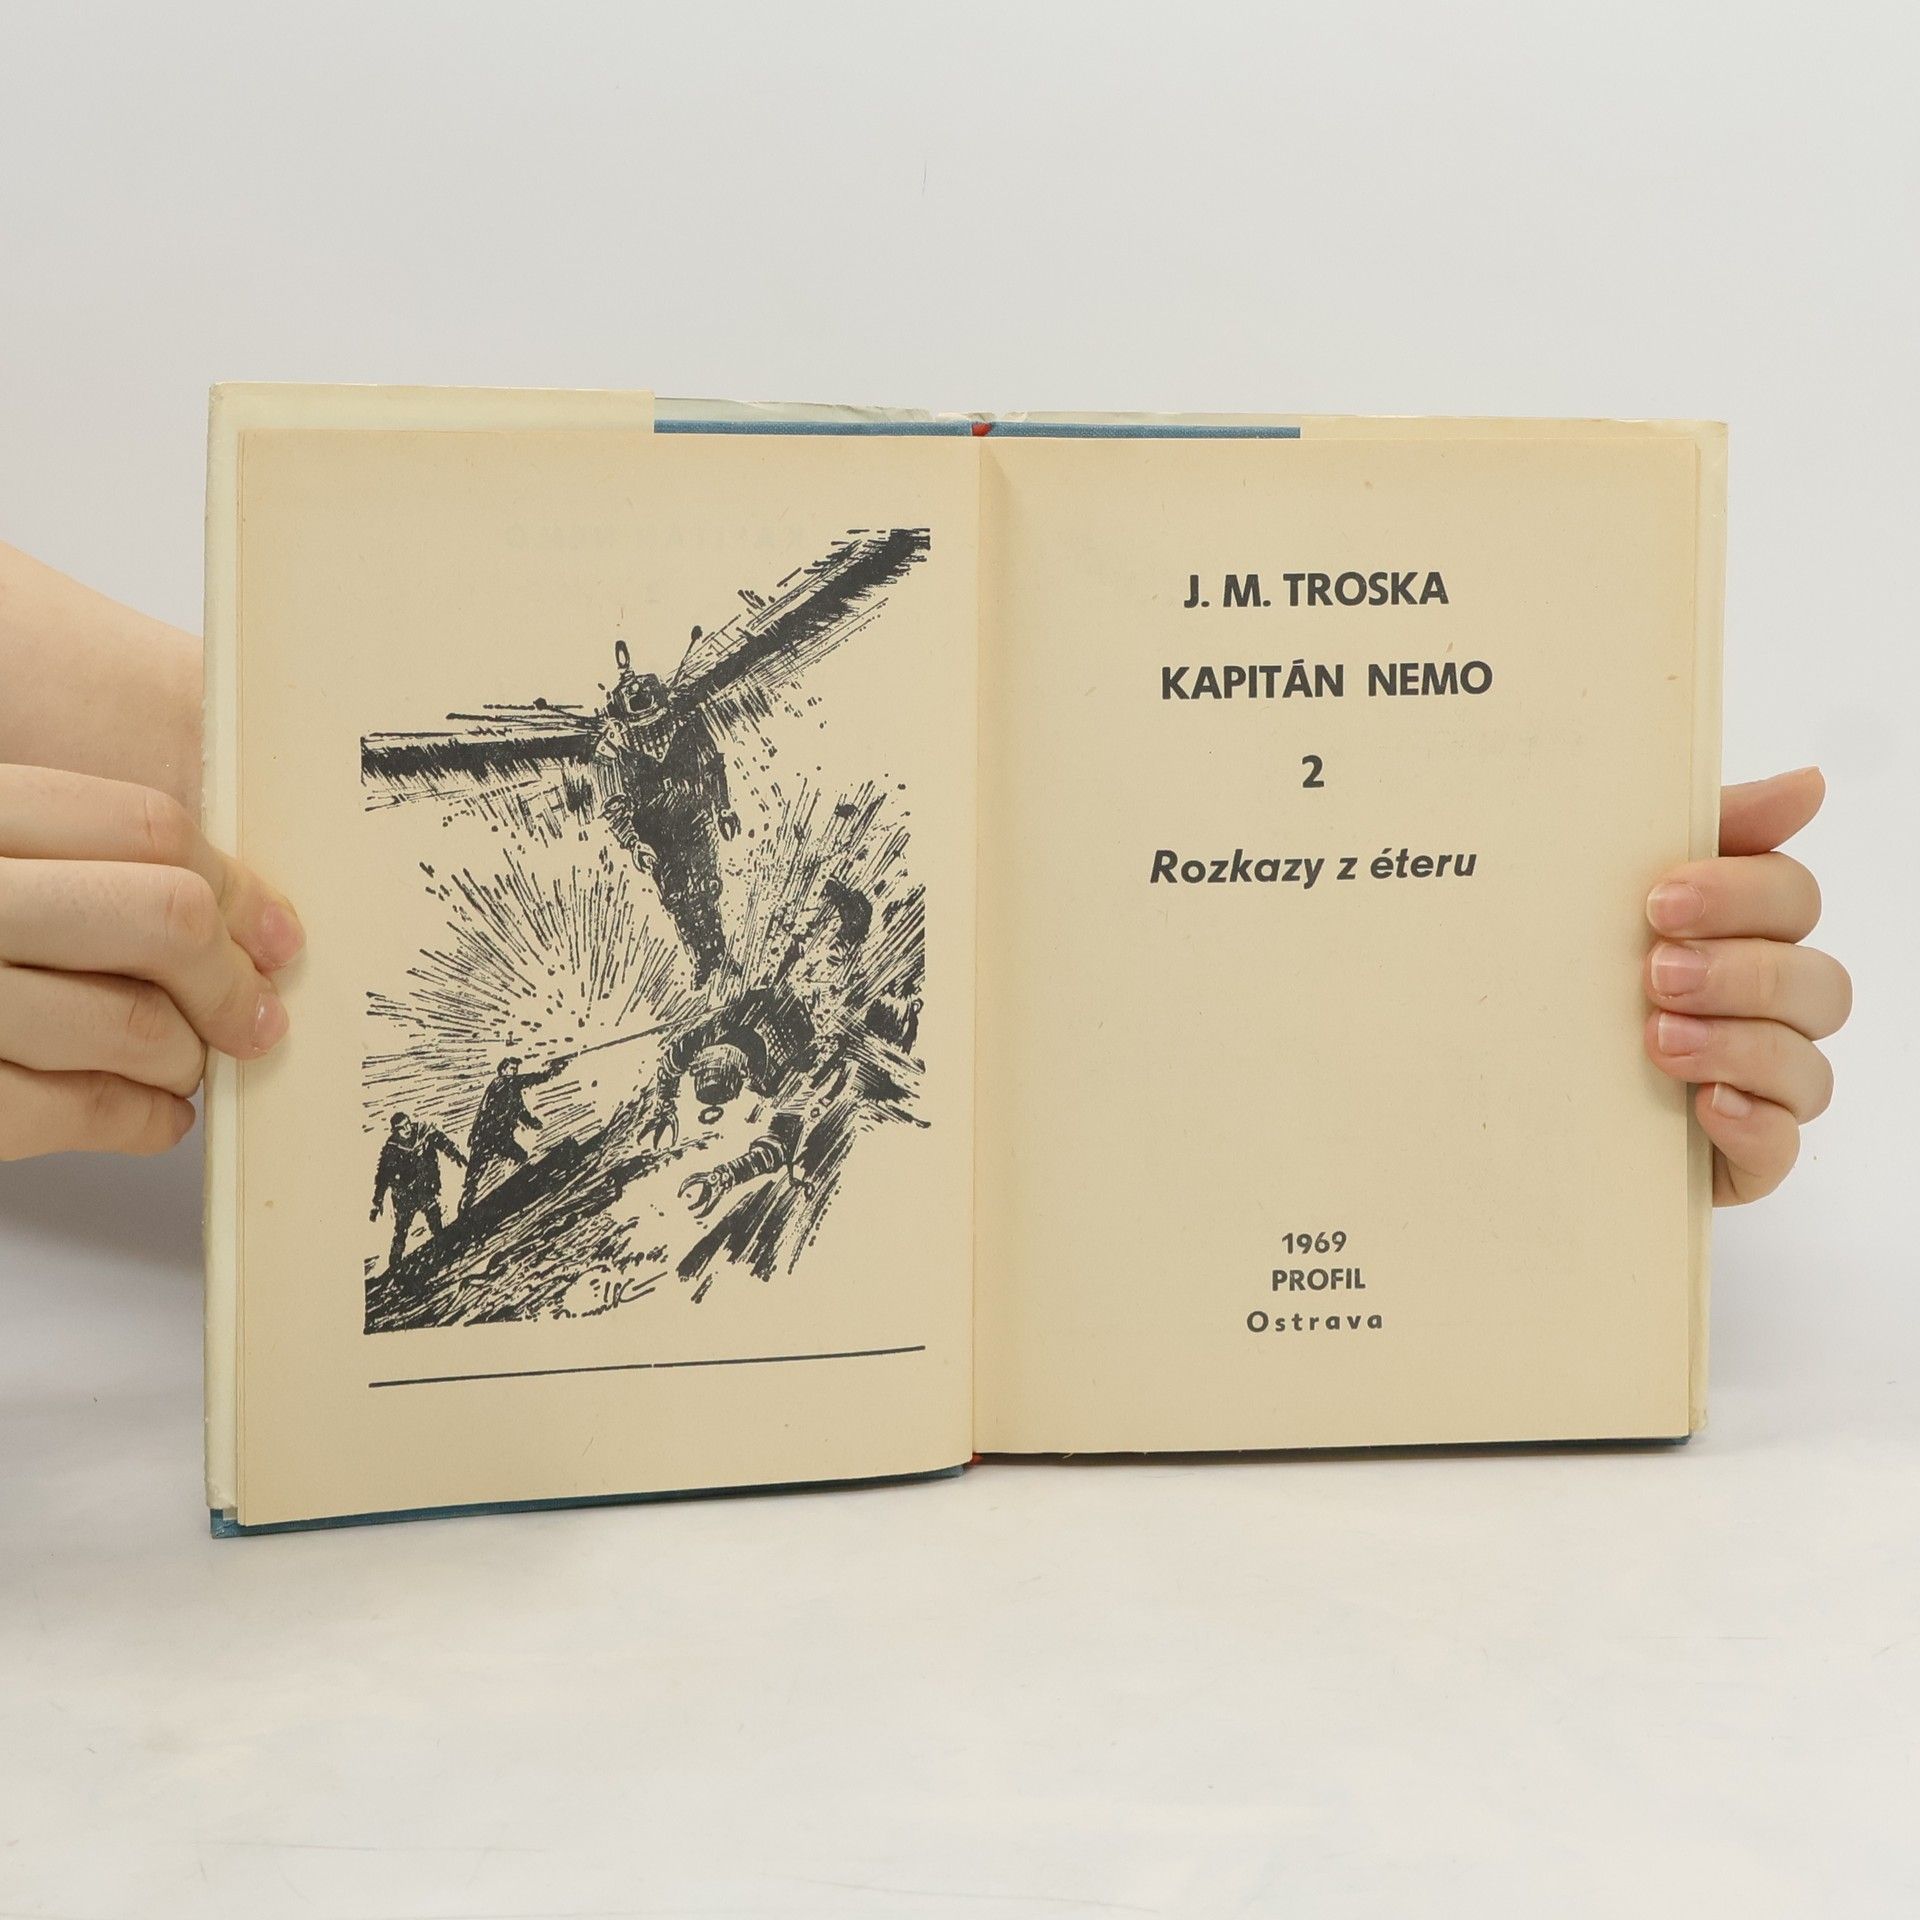 J. M. TROSKA
KAPITÁN NEMO
2
Rozkazy z éteru
1969
PROFIL
Ostrava